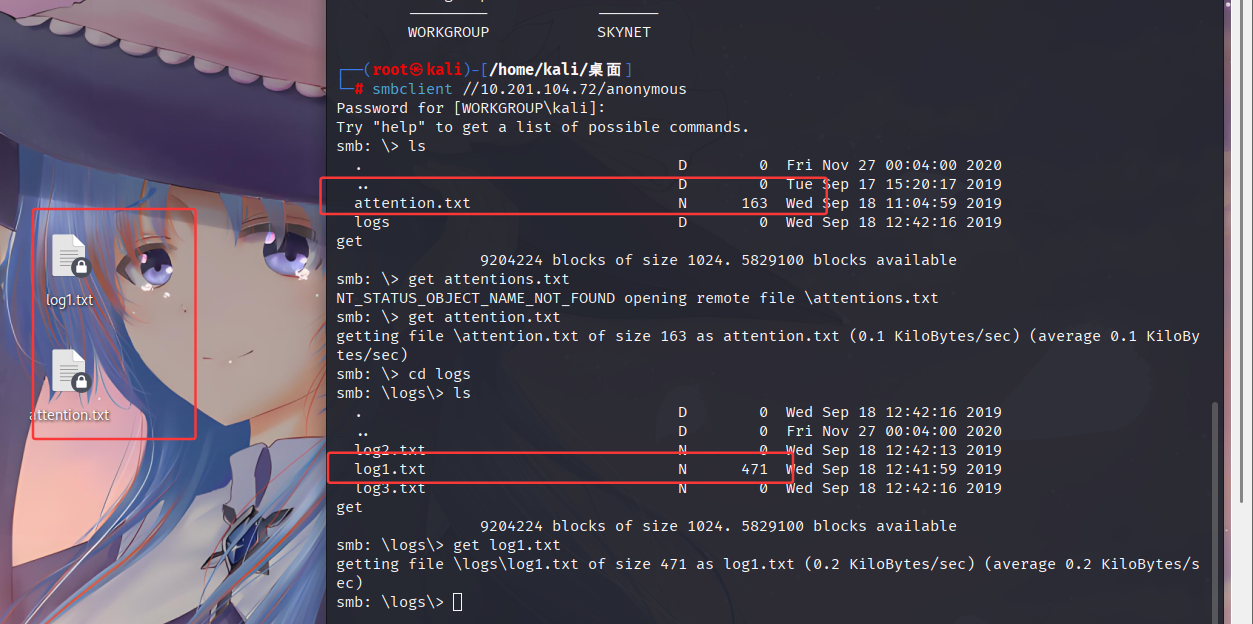 WORKGROUP            SKYNET
┌──(root㉿kali)-[/home/kali/桌面]
└─# smbclient //10.201.104.72/anonymous
Password for [WORKGROUP\kali]:
Try "help" to get a list of possible commands.
smb: \> ls
  .                                   D        0  Fri Nov 27 00:04:00 2020
  ..                                  D        0  Tue Sep 17 15:20:17 2019
  attention.txt                       N      163  Wed Sep 18 11:04:59 2019
  logs                                D        0  Wed Sep 18 12:42:16 2019
get
                9204224 blocks of size 1024. 5829100 blocks available
smb: \> get attentions.txt
NT_STATUS_OBJECT_NAME_NOT_FOUND opening remote file \attentions.txt
smb: \> get attention.txt
getting file \attention.txt of size 163 as attention.txt (0.1 KiloBytes/sec) (average 0.1 KiloBy
tes/sec)
smb: \> cd logs
smb: \logs\> ls
  .                                   D        0  Wed Sep 18 12:42:16 2019
  ..                                  D        0  Fri Nov 27 00:04:00 2020
  log2.txt                            N        0  Wed Sep 18 12:42:13 2019
  log1.txt                            N      471  Wed Sep 18 12:41:59 2019
  log3.txt                            N        0  Wed Sep 18 12:42:16 2019
get
                9204224 blocks of size 1024. 5829100 blocks available
smb: \logs\> get log1.txt
getting file \logs\log1.txt of size 471 as log1.txt (0.2 KiloBytes/sec) (average 0.2 KiloBytes/s
ec)
smb: \logs\>
log1.txt
attention.txt